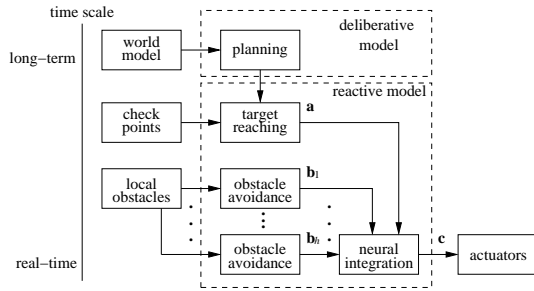 time scale
long-term
real-time
world
model
planning
deliberative
model
reactive model
check
points
target
reaching
a
local
obstacles
obstacle
avoidance
b1
obstacle
avoidance
bh
neural
integration
c
actuators